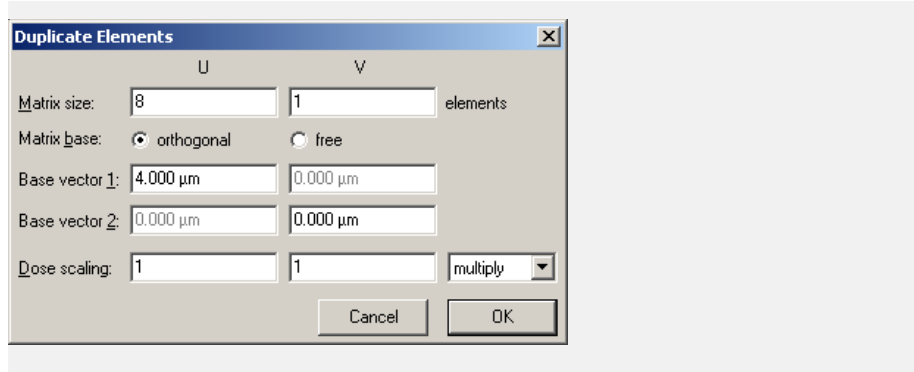 Duplicate Elements
U V
Matrix size: 8 1 elements
Matrix base: orthogonal free
Base vector 1: 4.000 µm 0.000 µm
Base vector 2: 0.000 µm 0.000 µm
Dose scaling: 1 1 multiply
Cancel OK